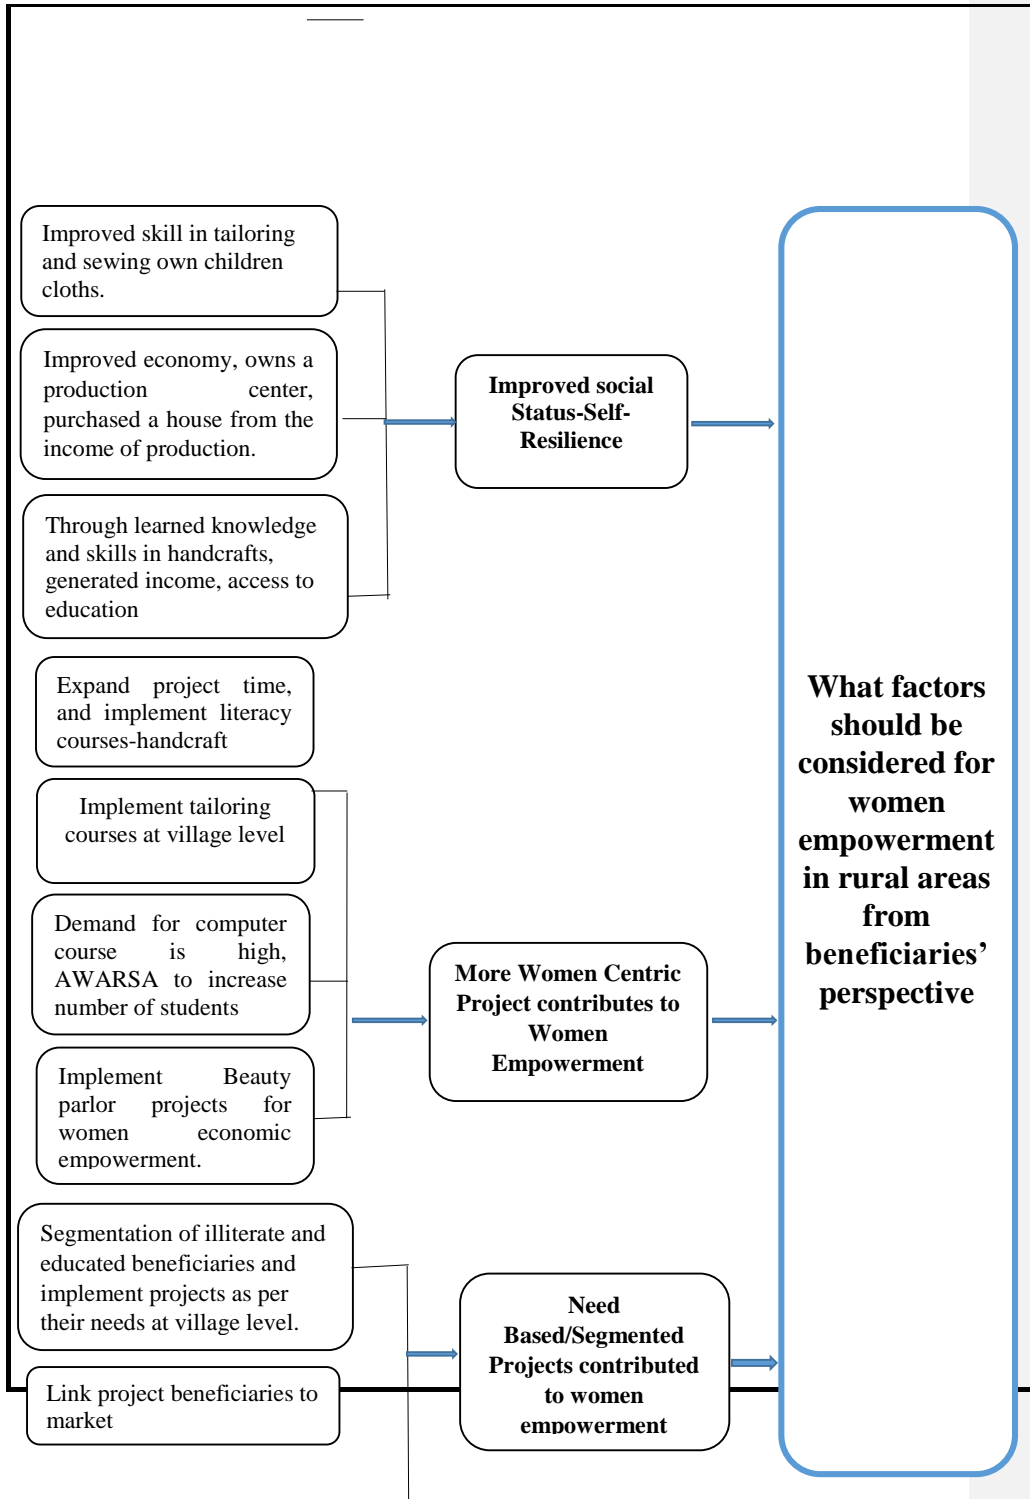 Improved skill in tailoring
and sewing own children
cloths.
Improved economy, owns a
production center,
purchased a house from the
income of production.
Through learned knowledge
and skills in handcrafts,
generated income, access to
education
Improved social
Status-Self-
Resilience
Expand project time,
and implement literacy
courses-handcraft
Implement tailoring
courses at village level
Demand for computer
course is high,
AWARSA to increase
number of students
Implement Beauty
parlor projects for
women economic
empowerment.
More Women Centric
Project contributes to
Women
Empowerment
Segmentation of illiterate and
educated beneficiaries and
implement projects as per
their needs at village level.
Link project beneficiaries to
market
Need
Based/Segmented
Projects contributed
to women
empowerment
What factors
should be
considered for
women
empowerment
in rural areas
from
beneficiaries’
perspective